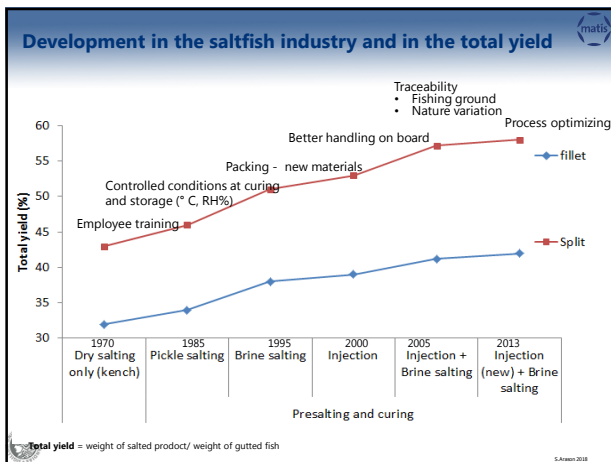 Development in the saltfish industry and in the total yield
matis
Traceability
• Fishing ground
• Nature variation
Process optimizing
Better handling on board
Packing - new materials
Controlled conditions at curing
and storage (° C, RH%)
Employee training
fillet
Split
Total yield (%)
60
55
50
45
40
35
30
1970
Dry salting
only (kench)
1985
Pickle salting
1995
Brine salting
2000
Injection
2005
Injection +
Brine salting
2013
Injection
(new) + Brine
salting
Presalting and curing
Total yield = weight of salted product/ weight of gutted fish
S.Arason 2018